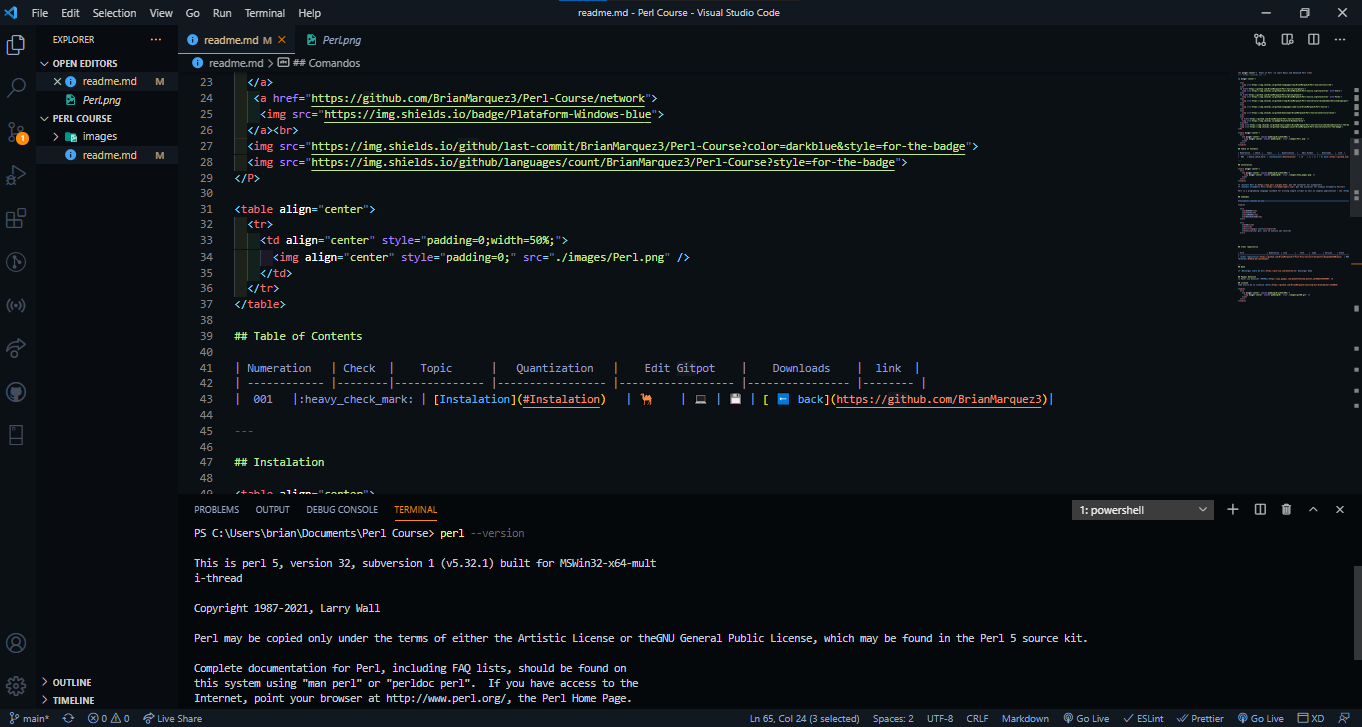 File Edit Selection View Go Run Terminal Help
readme.md - Perl Course - Visual Studio Code
EXPLORER
OPEN EDITORS
readme.md M
Perl.png
PERL COURSE
images
readme.md M
OUTLINE
TIMELINE
readme.md M
Perl.png
readme.md > ## Comandos
23 </a>
24 <a href="https://github.com/BrianMarquez3/Perl-Course/network">
25 <img src="https://img.shields.io/badge/Plataform-Windows-blue">
26 </a><br>
27 <img src="https://img.shields.io/github/last-commit/BrianMarquez3/Perl-Course?color=darkblue&style=for-the-badge">
28 <img src="https://img.shields.io/github/languages/count/BrianMarquez3/Perl-Course?style=for-the-badge">
29 </P>
30
31 <table align="center">
32 <tr>
33 <td align="center" style="padding=0;width=50%;">
34 <img align="center" style="padding=0;" src="./images/Perl.png" />
35 </td>
36 </tr>
37 </table>
38
39 ## Table of Contents
40
41 | Numeration | Check | Topic | Quantization | Edit Gitpot | Downloads | link |
42 | ------------ |--------|-------------- |----------------- |------------------ |---------------- |-------- |
43 | 001 |:heavy_check_mark: | [Instalation](#Instalation) | 🐪 | 💻 | 💾 | [ ⬅️ back](https://github.com/BrianMarquez3)|
44
45 ---
46
47 ## Instalation
48
49 <table align="center">
PROBLEMS OUTPUT DEBUG CONSOLE TERMINAL
1: powershell
PS C:\Users\brian\Documents\Perl Course> perl --version
This is perl 5, version 32, subversion 1 (v5.32.1) built for MSWin32-x64-mult
i-thread
Copyright 1987-2021, Larry Wall
Perl may be copied only under the terms of either the Artistic License or theGNU General Public License, which may be found in the Perl 5 source kit.
Complete documentation for Perl, including FAQ lists, should be found on
this system using "man perl" or "perldoc perl". If you have access to the
Internet, point your browser at http://www.perl.org/, the Perl Home Page.
1
main* 0 0 Live Share Ln 65, Col 24 (3 selected) Spaces: 2 UTF-8 CRLF Markdown Go Live ESLint Prettier Go Live XD